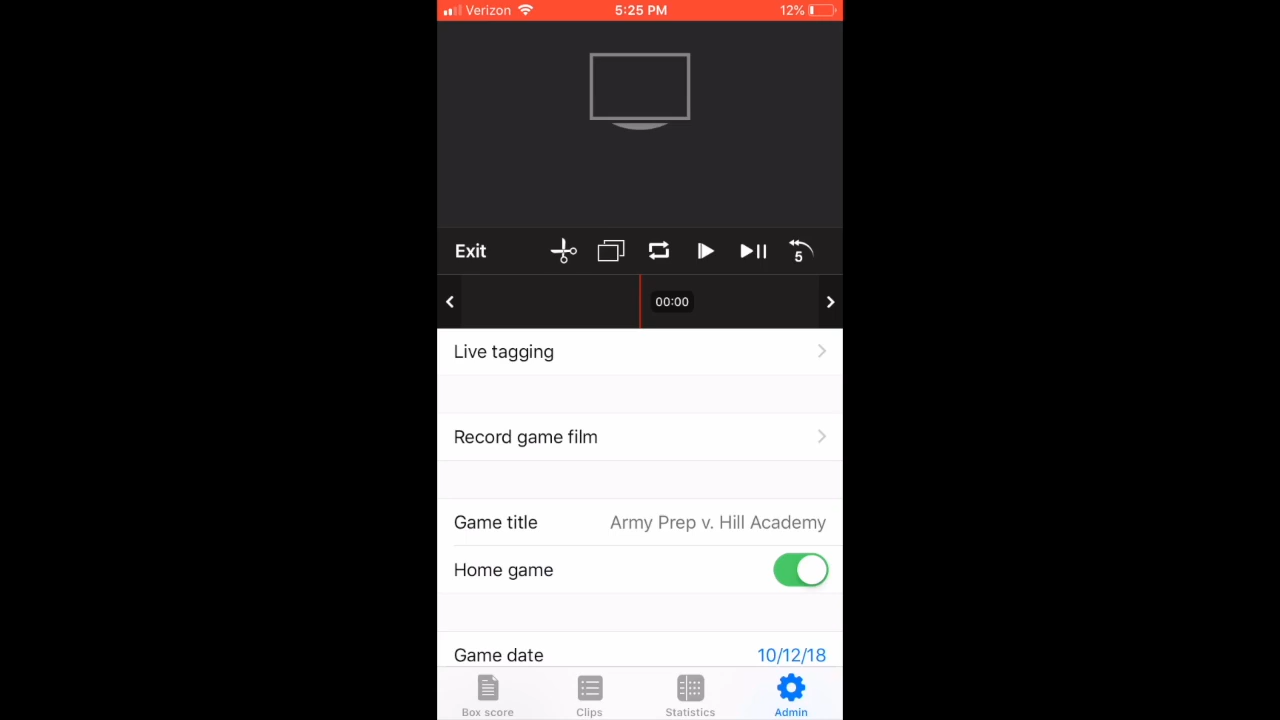 Verizon 5:25 PM 12%
Exit 5
00:00
Live tagging
Record game film
Game title Army Prep v. Hill Academy
Home game
Game date 10/12/18
Box score Clips Statistics Admin